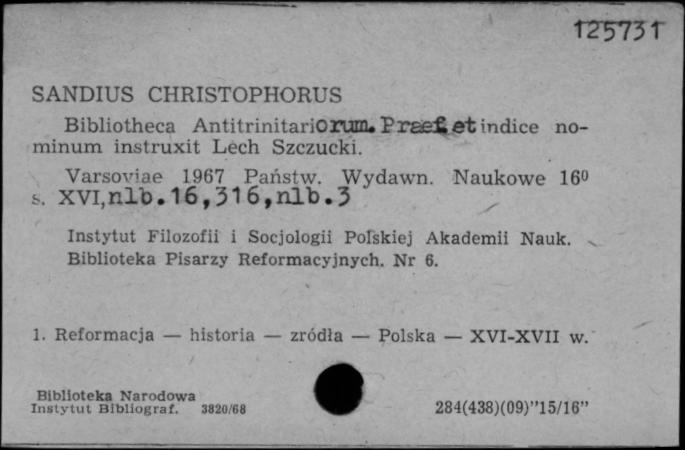 125731
SANDIUS CHRISTOPHORUS
Bibliotheca Antitrinitariorum. Praef. et indice no-
minum instruxit Lech Szczucki.
Varsoviae 1967 Państw. Wydawn. Naukowe 16⁰
s. XVI, nlb. 16, 316, nlb. 3
Instytut Filozofii i Socjologii Polskiej Akademii Nauk.
Biblioteka Pisarzy Reformacyjnych. Nr 6.
1. Reformacja — historia — zródła — Polska — XVI-XVII w.
Biblioteka Narodowa
Instytut Bibliograf. 3820/68
284(438)(09)"15/16"